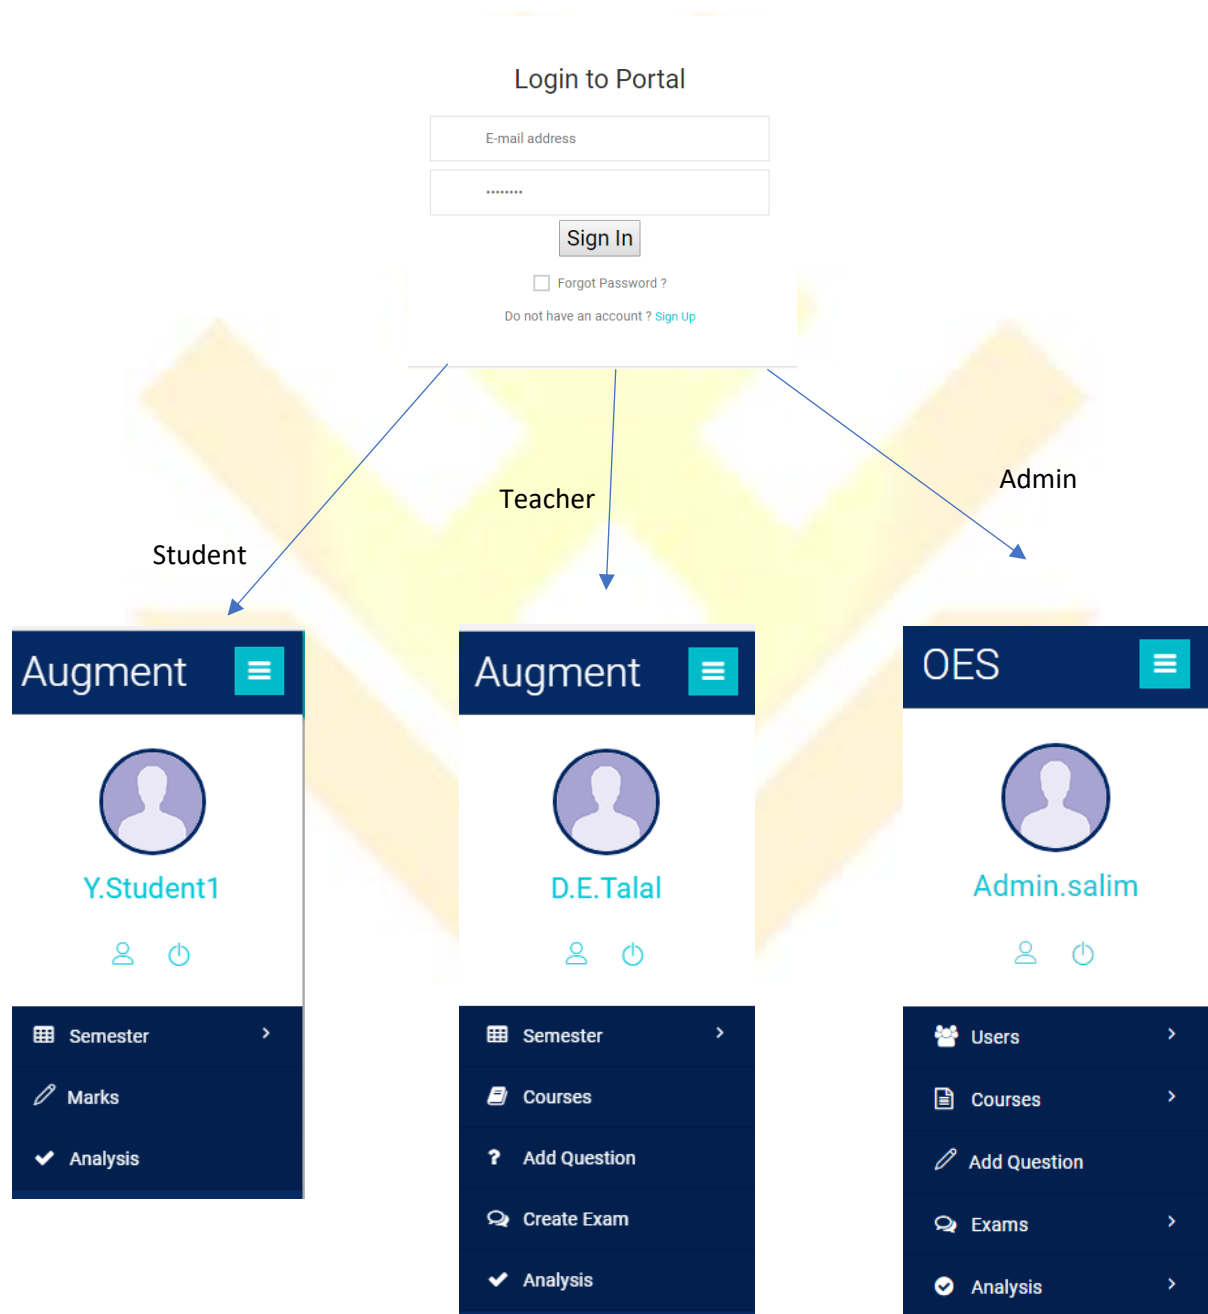 Login to Portal
E-mail address
........
Sign In
Forgot Password ?
Do not have an account ? Sign Up
Student
Teacher
Admin
Augment
Y.Student1
Semester
Marks
Analysis
Augment
D.E.Talal
Semester
Courses
Add Question
Create Exam
Analysis
OES
Admin.salim
Users
Courses
Add Question
Exams
Analysis